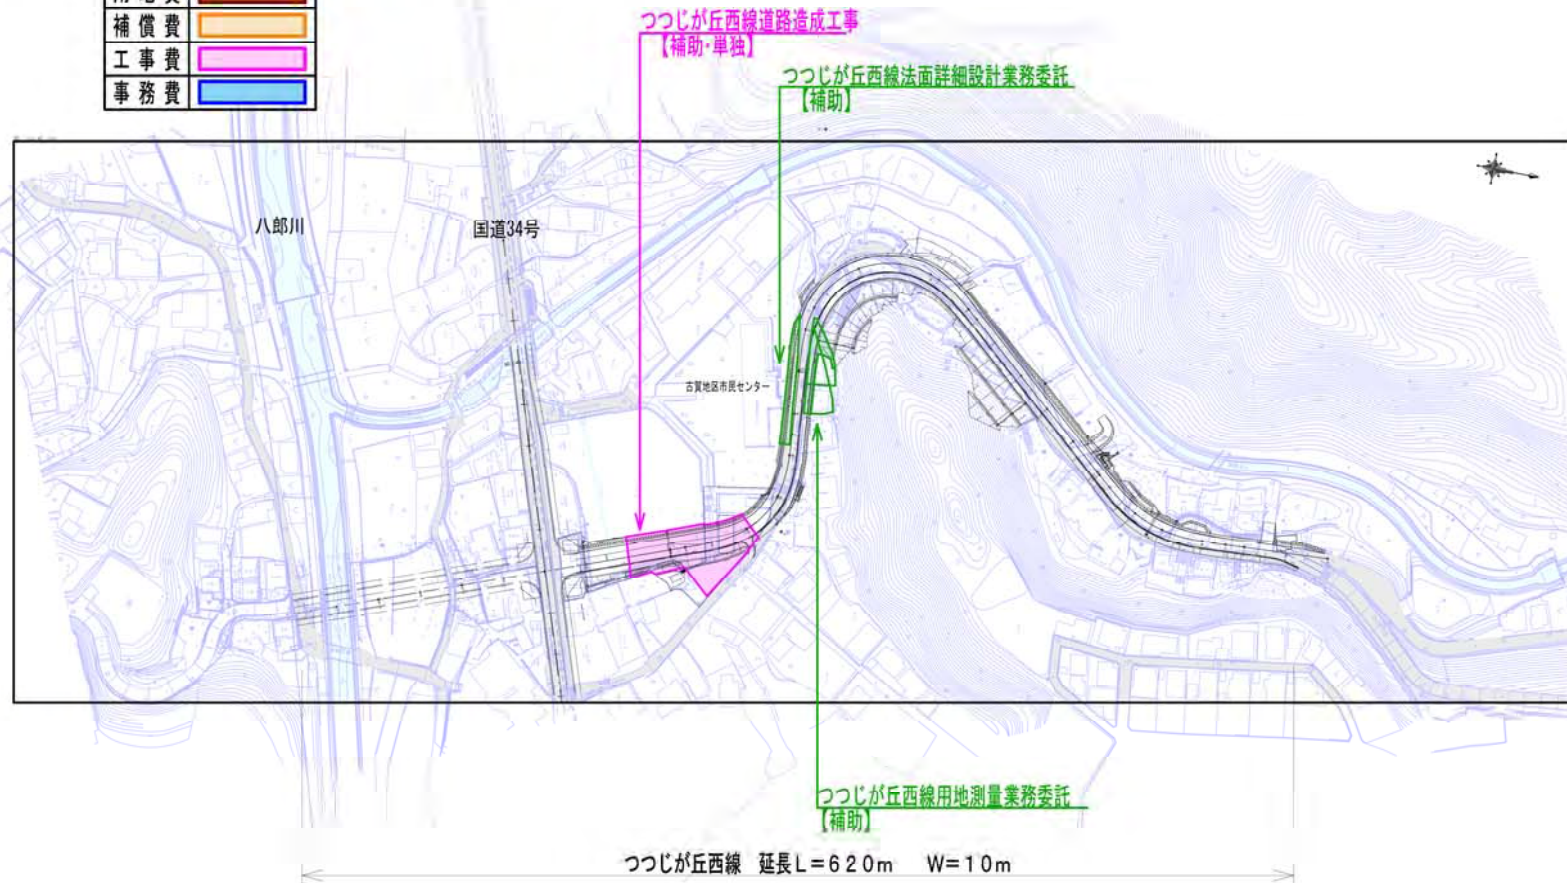 補償費
工事費
事務費
つつじが丘西線道路造成工事
【補助・単独】
つつじが丘西線法面詳細設計業務委託
【補助】
八郎川
国道34号
古賀地区市民センター
つつじが丘西線用地測量業務委託
【補助】
つつじが丘西線 延長L=620m W=10m